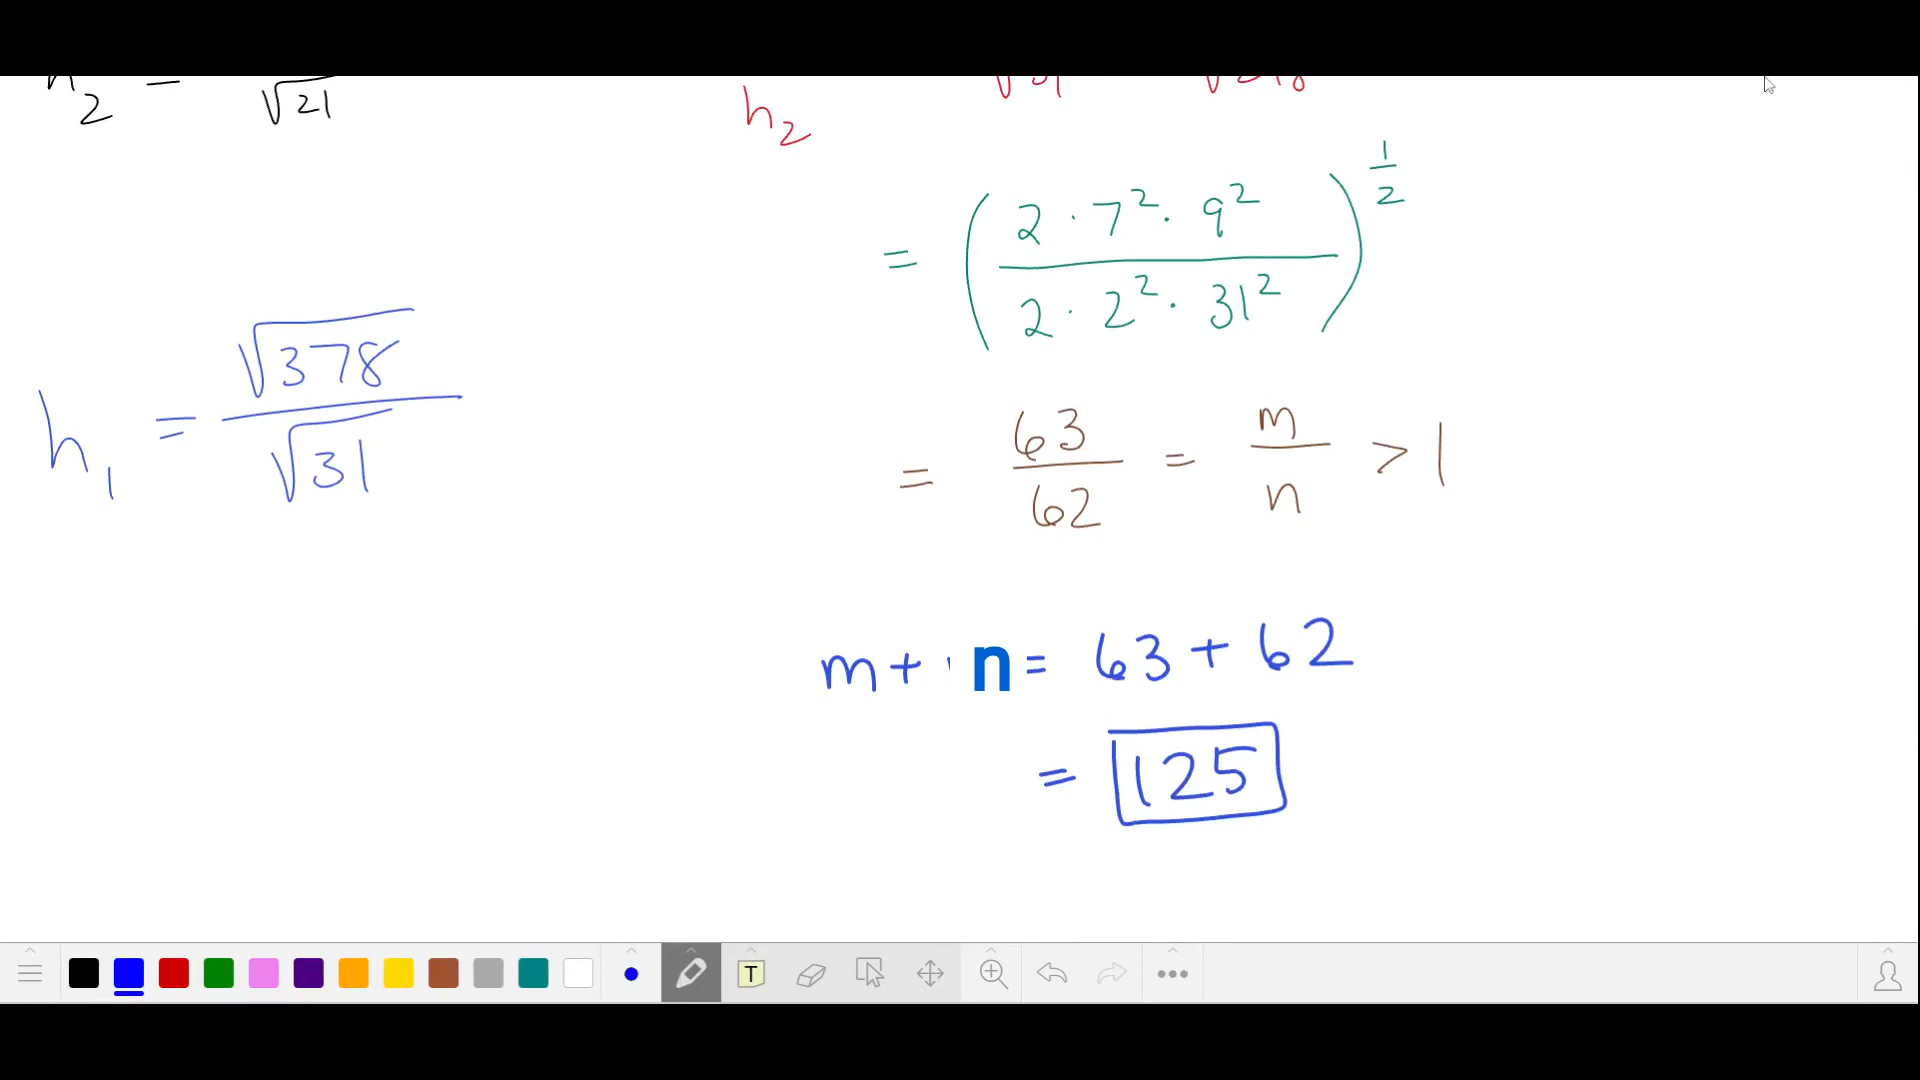 h₂ = √21
h₂
= (2 · 7² · 9² / 2 · 2² · 31²)^(1/2)
h₁ = √378 / √31
= 63/62 = m/n > 1
m + n = 63 + 62
= 125
T